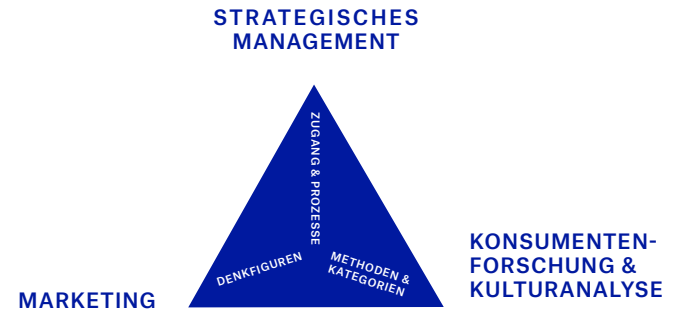 STRATEGISCHES
MANAGEMENT
ZUGANG & PROZESSE
DENKFIGUREN
METHODEN &
KATEGORIEN
MARKETING
KONSUMENTEN-
FORSCHUNG &
KULTURANALYSE